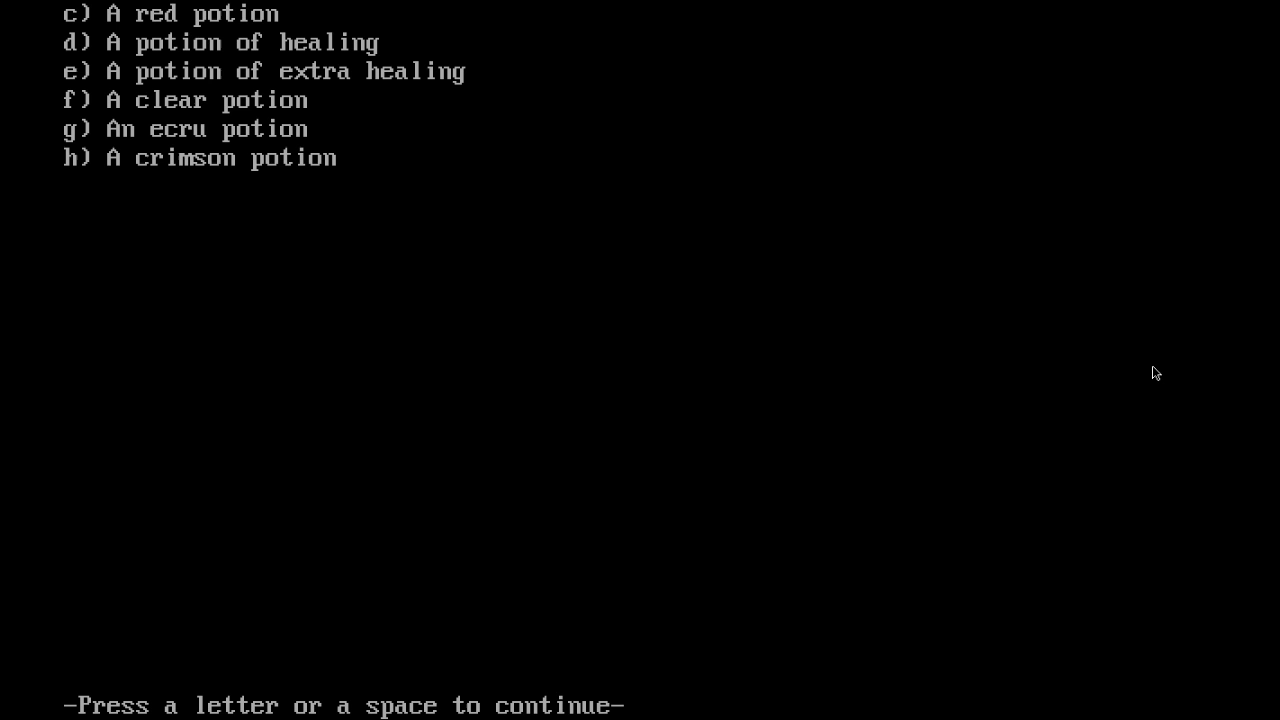 c) A red potion
d) A potion of healing
e) A potion of extra healing
f) A clear potion
g) An ecru potion
h) A crimson potion
-Press a letter or a space to continue-